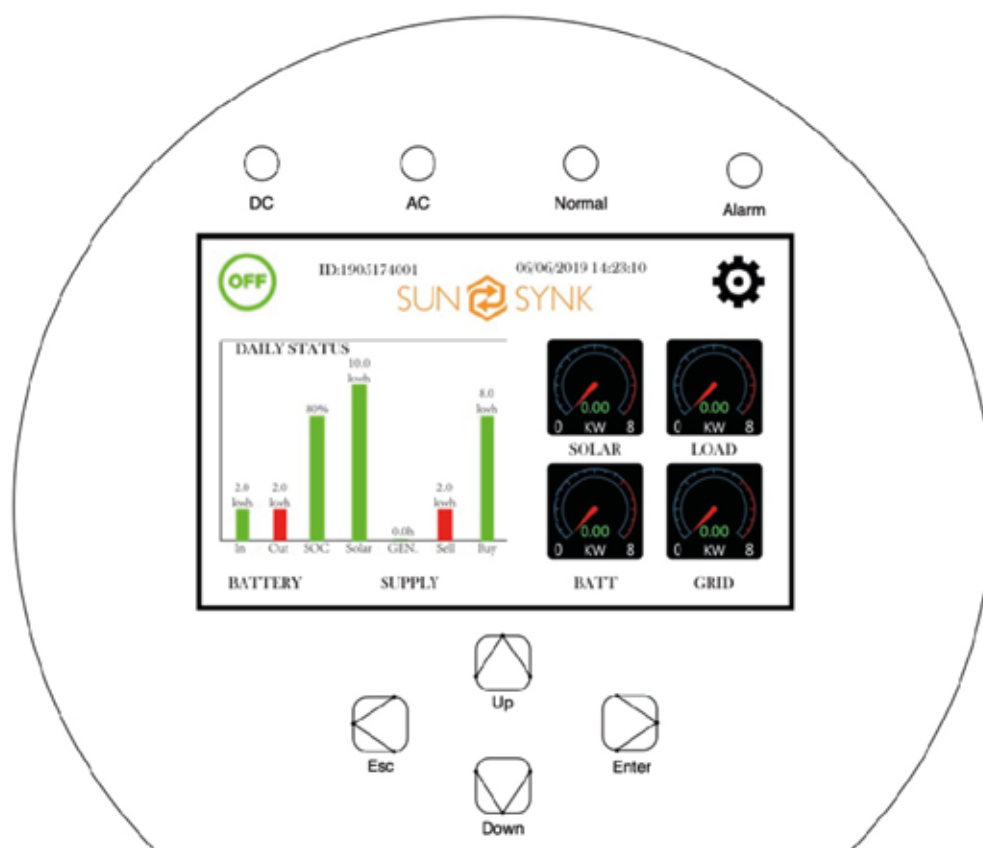 DC AC Normal Alarm
OFF
ID:1905174001
06/06/2019 14:23:10
SUN SYNK
DAILY STATUS
2.0 kwh
2.0 kwh
80%
10.0 kwh
0.0h
2.0 kwh
8.0 kwh
In Cut SOC Solar GEN. Sell Buy
BATTERY SUPPLY
0.00
0 KW 8
SOLAR
0.00
0 KW 8
LOAD
0.00
0 KW 8
BATT
0.00
0 KW 8
GRID
Up
Esc
Enter
Down